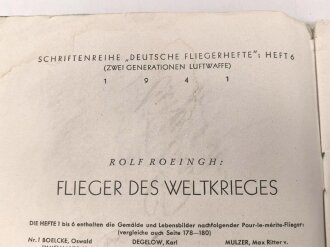 SCHRIFTENREIHE „DEUTSCHE FLIEGERHEFTE“: HEFT 6
(ZWEI GENERATIONEN LUFTWAFFE)
1 9 4 1
ROLF ROEINGH:
FLIEGER DES WELTKRIEGES
DIE HEFTE 1 bis 6 enthalten die Gemälde und Lebensbilder nachfolgender Pour-le-mérite-Flieger:
(vergleiche auch Seite 178—180)
Nr. 1 BOELCKE, Oswald DEGELOW, Karl MULZER, Max Ritter v.